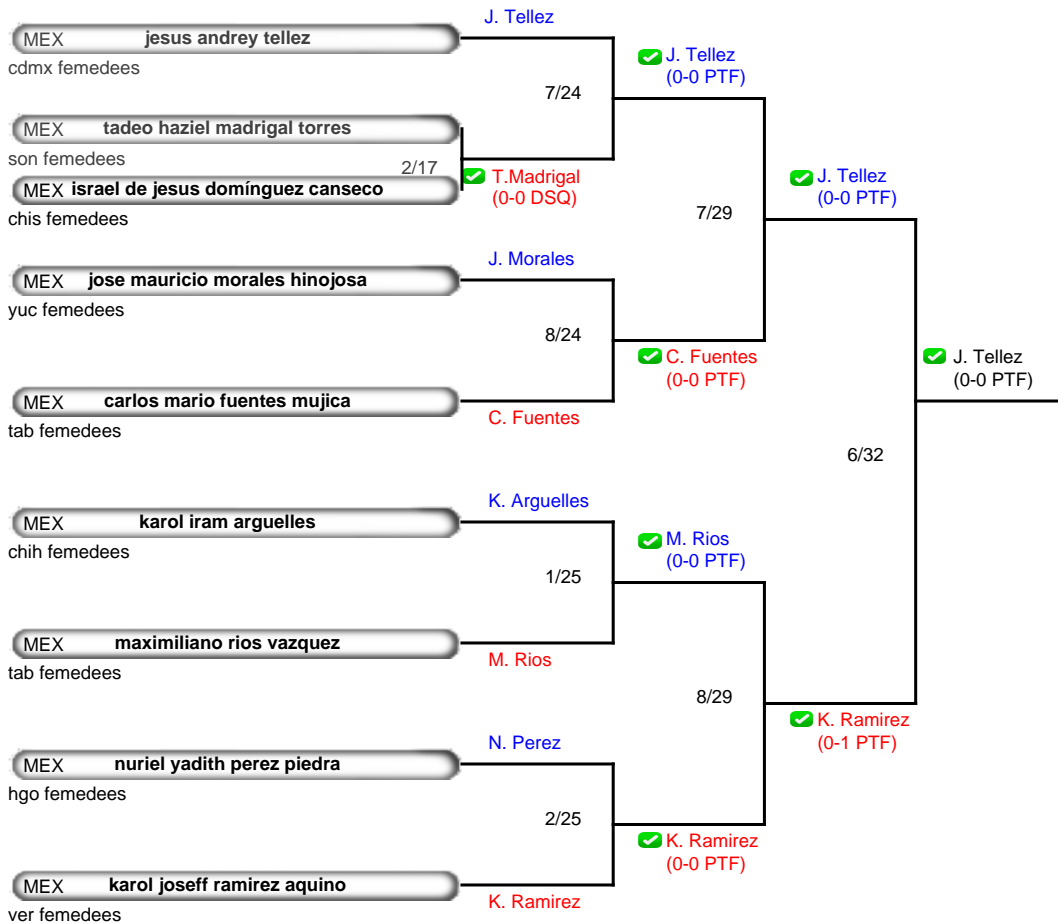 J. Tellez
MEX jesus andrey tellez
cdmx femedees
J. Tellez
(0-0 PTF)
7/24
MEX tadeo haziel madrigal torres
son femedees
2/17
T.Madrigal
(0-0 DSQ)
MEX israel de jesus domínguez canseco
chis femedees
J. Tellez
(0-0 PTF)
7/29
J. Morales
MEX jose mauricio morales hinojosa
yuc femedees
8/24
C. Fuentes
(0-0 PTF)
J. Tellez
(0-0 PTF)
MEX carlos mario fuentes mujica
C. Fuentes
tab femedees
6/32
K. Arguelles
MEX karol iram arguelles
chih femedees
M. Rios
(0-0 PTF)
1/25
MEX maximiliano rios vazquez
M. Rios
tab femedees
8/29
K. Ramirez
(0-1 PTF)
N. Perez
MEX nuriel yadith perez piedra
hgo femedees
2/25
K. Ramirez
(0-0 PTF)
MEX karol joseff ramirez aquino
K. Ramirez
ver femedees